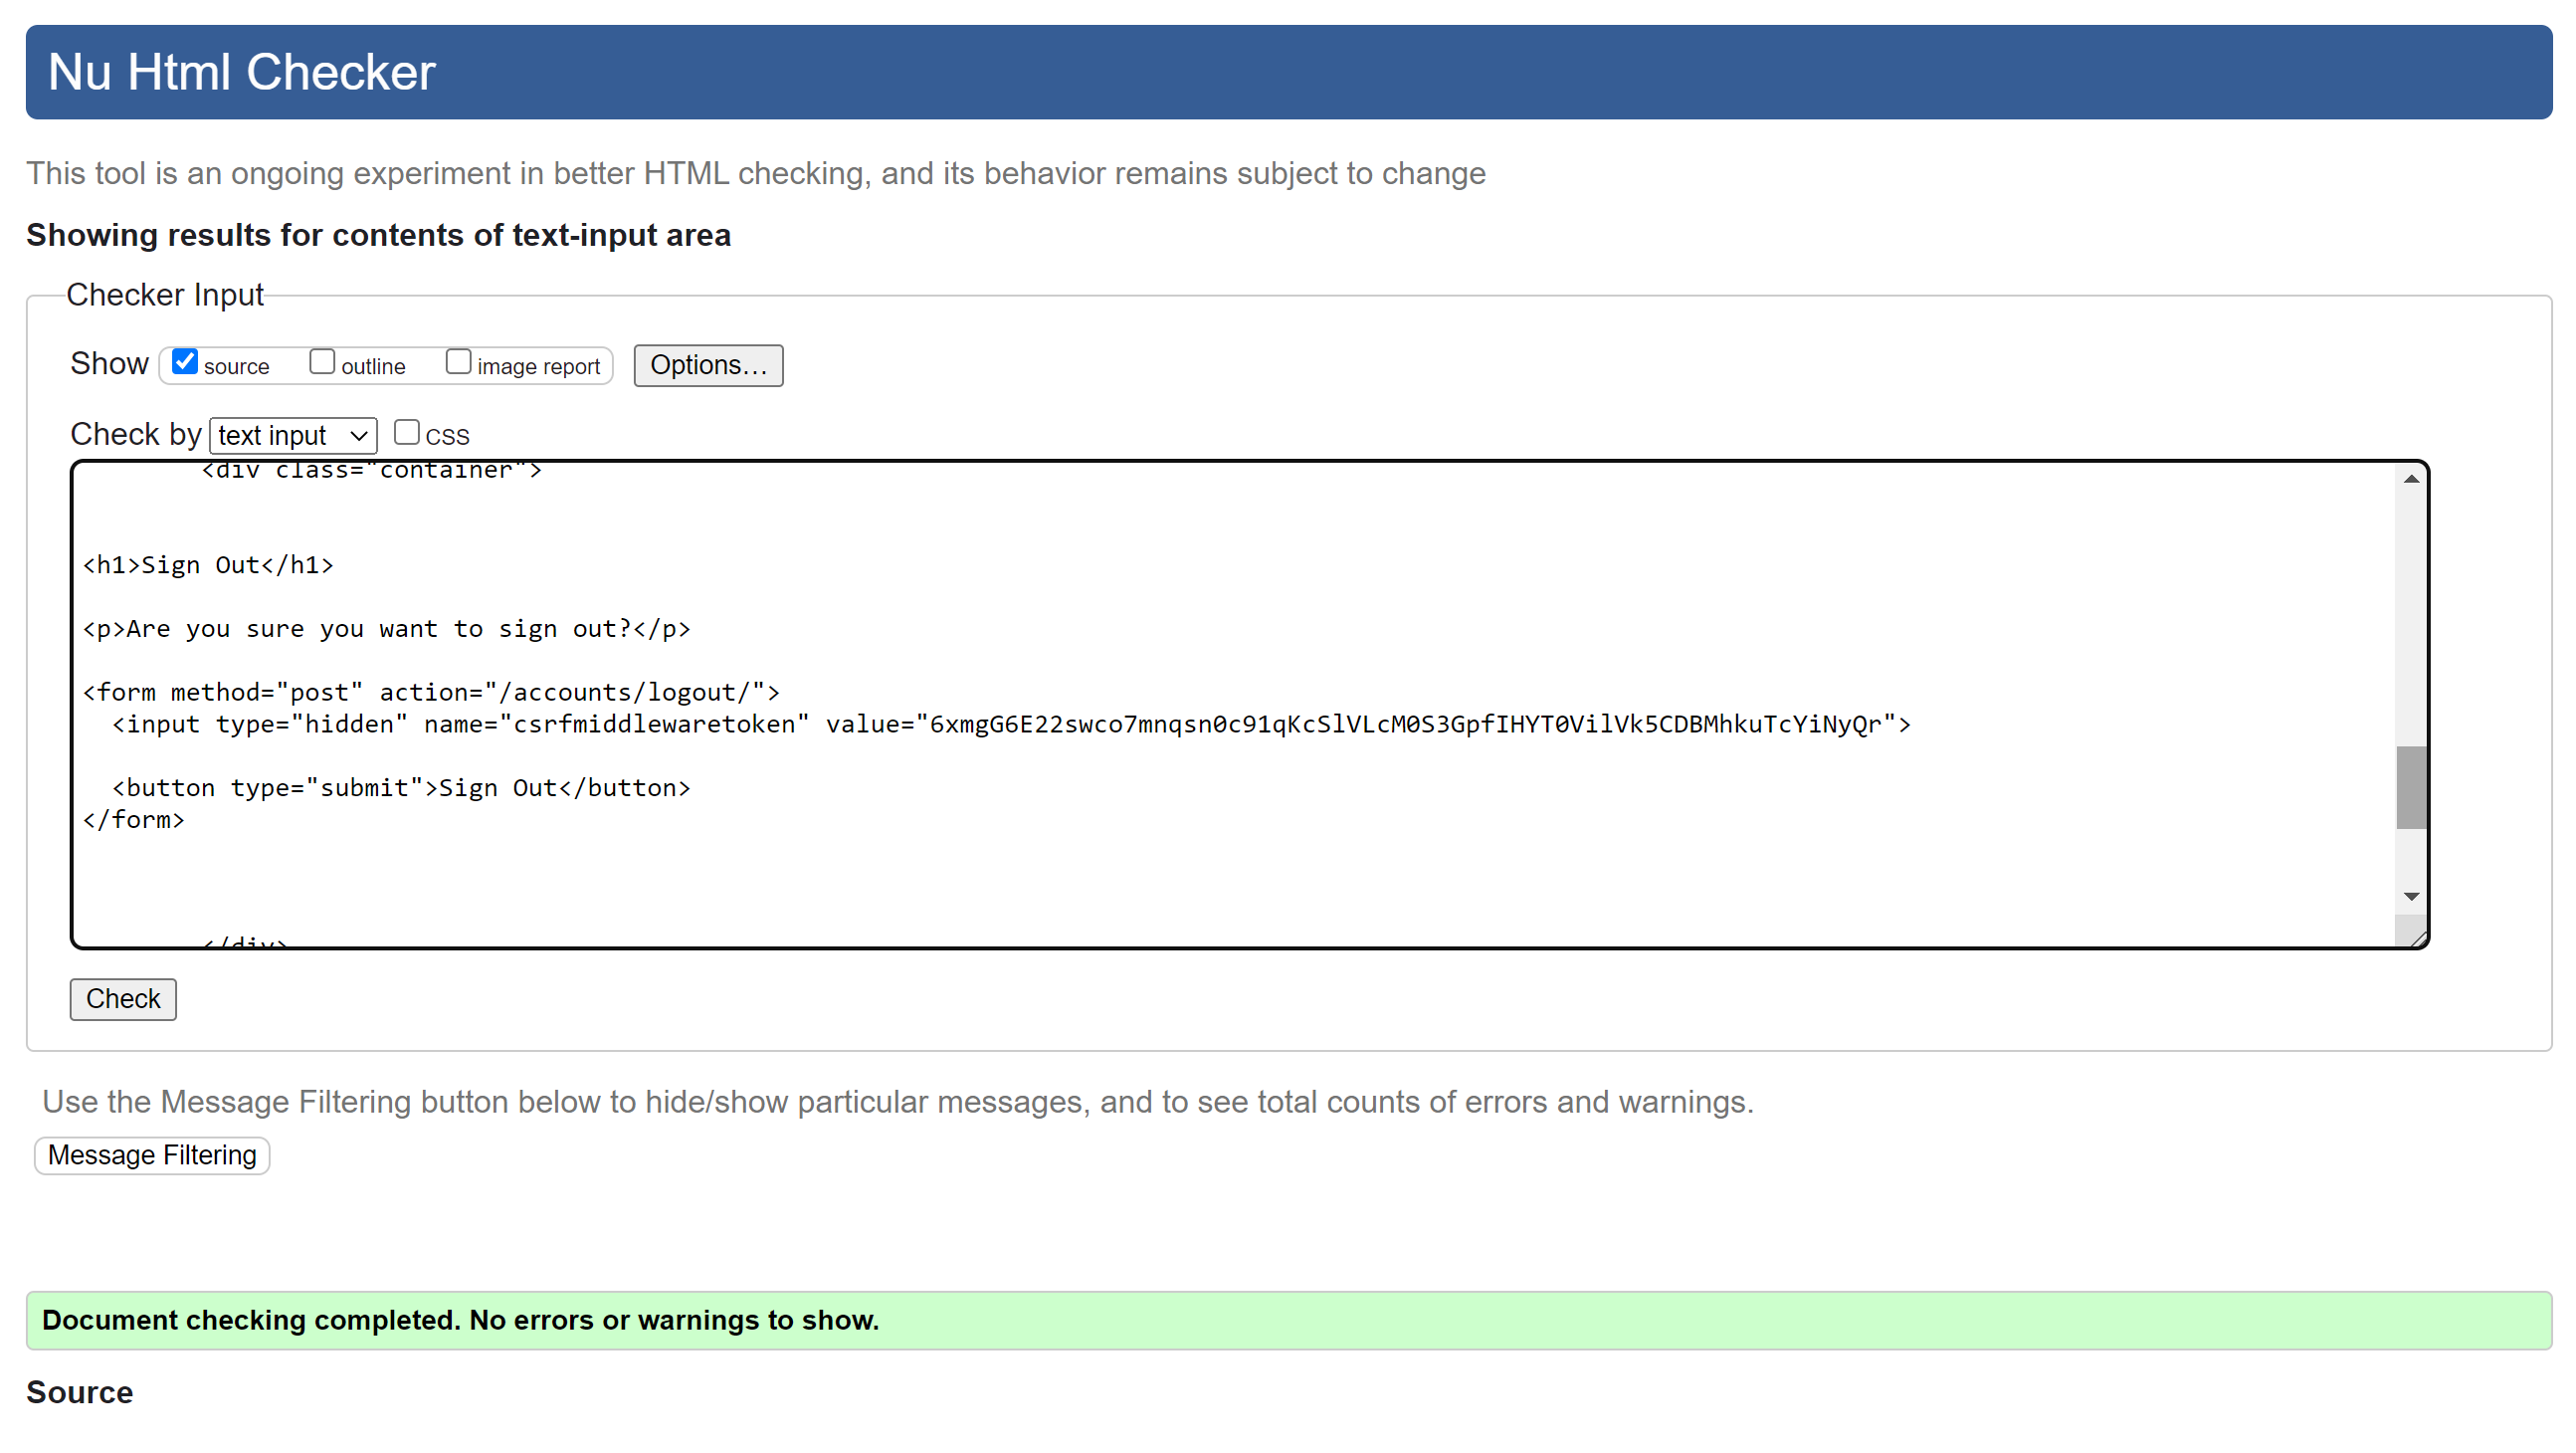 Nu Html Checker
This tool is an ongoing experiment in better HTML checking, and its behavior remains subject to change
Showing results for contents of text-input area
Checker Input
Show source outline image report Options…
Check by text input CSS
<div class="container">
<h1>Sign Out</h1>
<p>Are you sure you want to sign out?</p>
<form method="post" action="/accounts/logout/">
<input type="hidden" name="csrfmiddlewaretoken" value="6xmgG6E22swco7mnqsn0c91qKcSlVLcM0S3GpfIHYT0VilVk5CDBMhkuTcYiNyQr">
<button type="submit">Sign Out</button>
</form>
</div>
Check
Use the Message Filtering button below to hide/show particular messages, and to see total counts of errors and warnings.
Message Filtering
Document checking completed. No errors or warnings to show.
Source